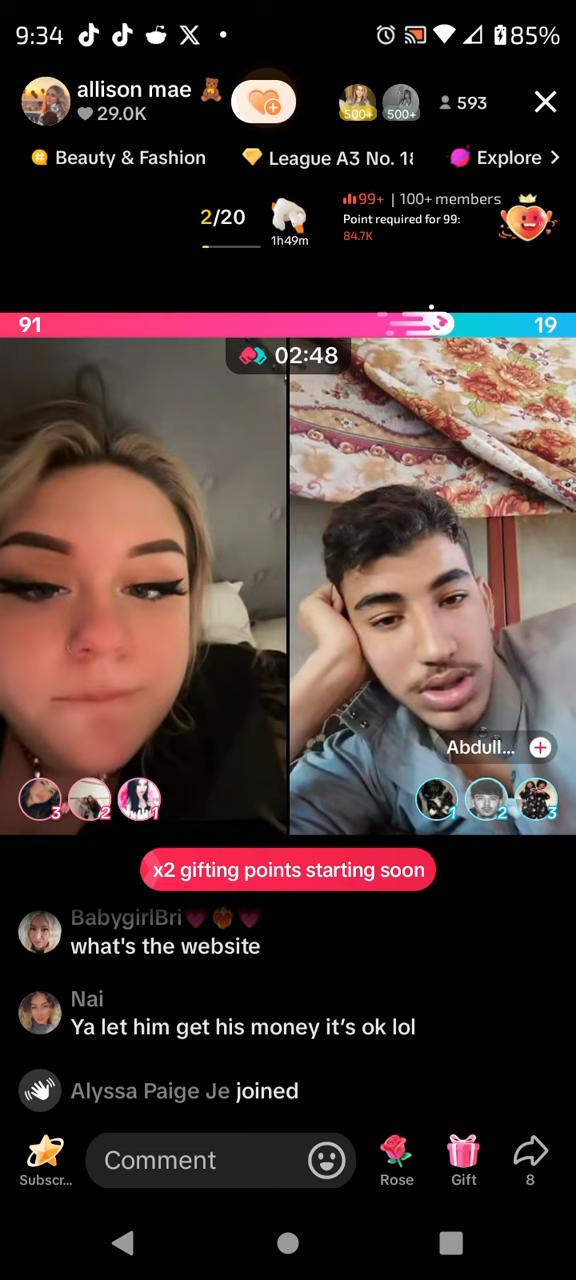 9:34
85%
allison mae 🧸
29.0K
500+
500+
593
Beauty & Fashion
League A3 No. 18
Explore
2/20
1h49m
99+ | 100+ members
Point required for 99:
84.7K
91
19
02:48
Abdull...
3
2
1
1
2
3
x2 gifting points starting soon
BabygirlBri💗❤️‍🔥💗
what's the website
Nai
Ya let him get his money it's ok lol
Alyssa Paige Je joined
Subscr...
Comment
Rose
Gift
8